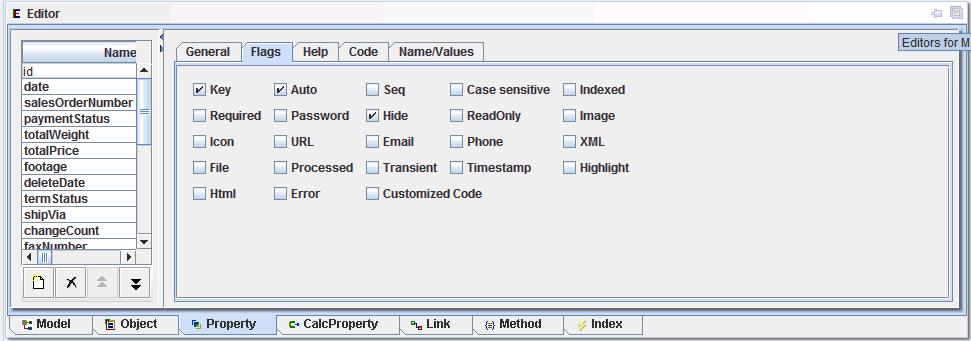 E Editor
Editors for M
Name
id
date
salesOrderNumber
paymentStatus
totalWeight
totalPrice
footage
deleteDate
termStatus
shipVia
changeCount
faxNumber
General Flags Help Code Name/Values
Key Auto Seq Case sensitive Indexed
Required Password Hide ReadOnly Image
Icon URL Email Phone XML
File Processed Transient Timestamp Highlight
Html Error Customized Code
Model Object Property CalcProperty Link Method Index